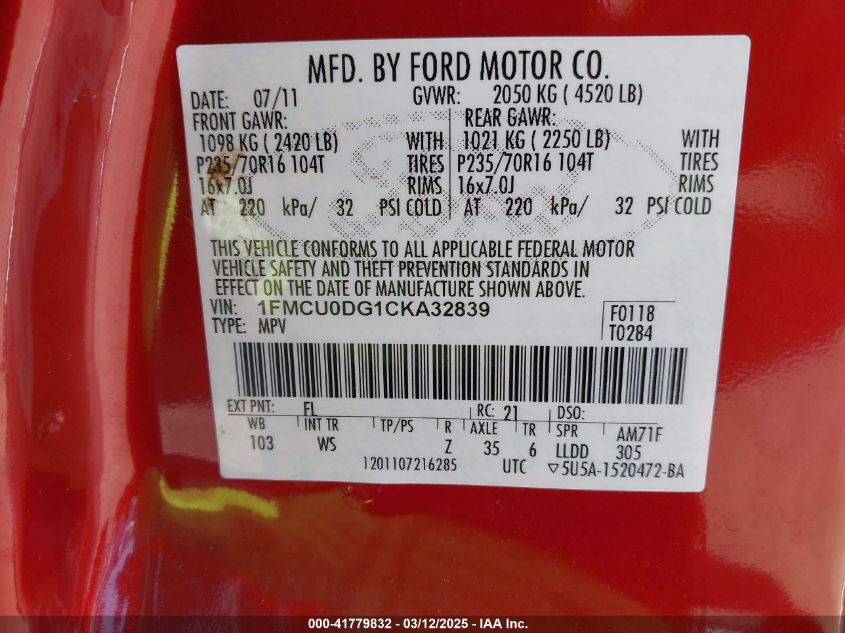 MFD. BY FORD MOTOR CO.
DATE: 07/11 GVWR: 2050 KG ( 4520 LB)
FRONT GAWR: REAR GAWR:
1098 KG ( 2420 LB) WITH 1021 KG ( 2250 LB) WITH
P235/70R16 104T TIRES P235/70R16 104T TIRES
16x7.0J RIMS 16x7.0J RIMS
AT 220 kPa/ 32 PSI COLD AT 220 kPa/ 32 PSI COLD
THIS VEHICLE CONFORMS TO ALL APPLICABLE FEDERAL MOTOR
VEHICLE SAFETY AND THEFT PREVENTION STANDARDS IN
EFFECT ON THE DATE OF MANUFACTURE SHOWN ABOVE.
VIN: 1FMCU0DG1CKA32839 F0118
TYPE: MPV T0284
EXT PNT: FL RC: 21 DSO:
WB INT TR TP/PS R AXLE TR SPR AM71F
103 WS Z 35 6 LLDD 305
1201107216285 UTC ▽5U5A-1520472-BA
000-41779832 - 03/12/2025 - IAA Inc.